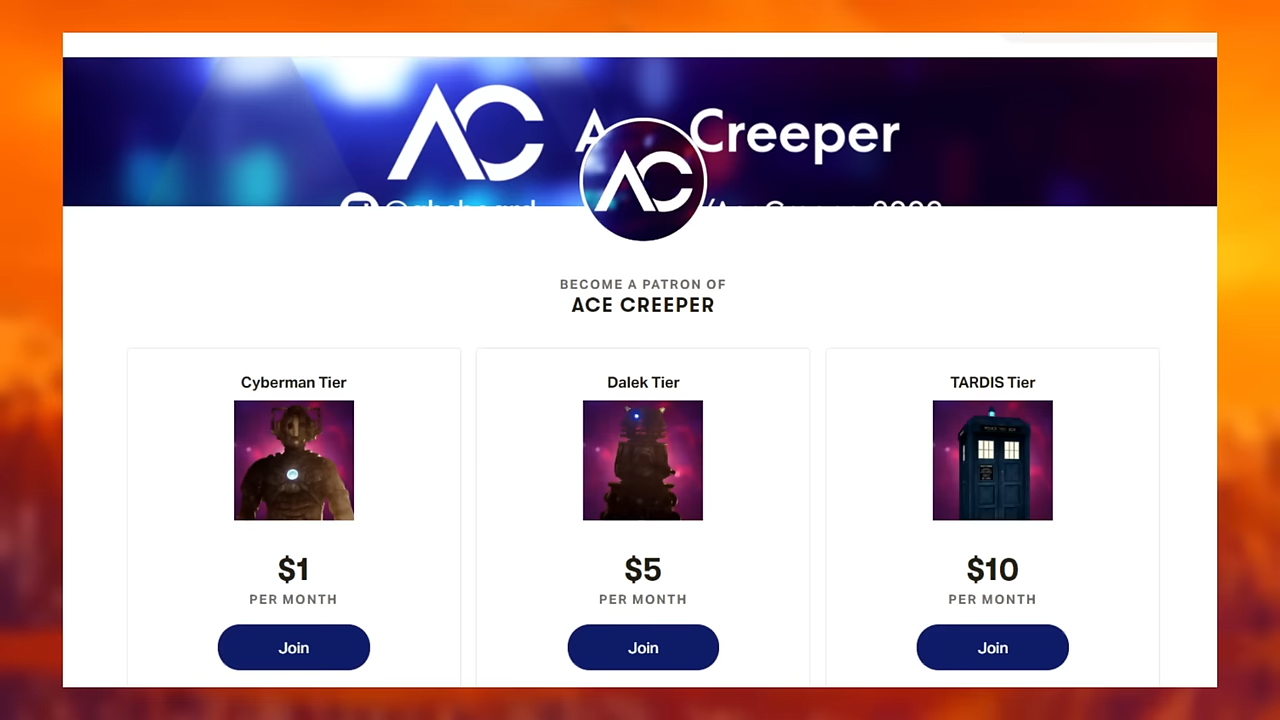 AC A Creeper
AC
BECOME A PATRON OF
ACE CREEPER
Cyberman Tier
Dalek Tier
TARDIS Tier
$1
$5
$10
PER MONTH
PER MONTH
PER MONTH
Join
Join
Join